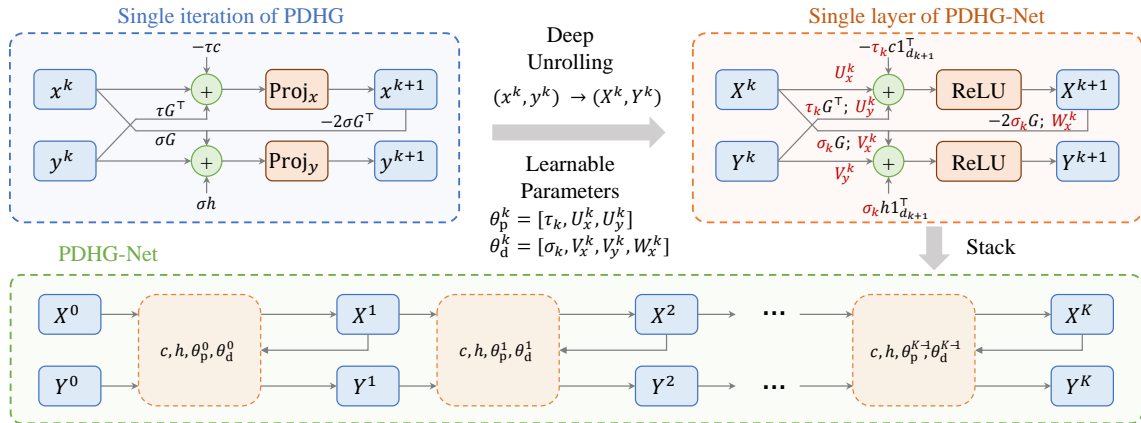 Single iteration of PDHG
−τc
x^k
+
Proj_x
x^{k+1}
τG^⊤
−2σG^⊤
σG
y^k
+
Proj_y
y^{k+1}
σh
Deep
Unrolling
(x^k, y^k) → (X^k, Y^k)
Learnable
Parameters
θ_p^k = [τ_k, U_x^k, U_y^k]
θ_d^k = [σ_k, V_x^k, V_y^k, W_x^k]
Single layer of PDHG-Net
−τ_k c1_{d_{k+1}}^⊤
X^k
U_x^k
+
ReLU
X^{k+1}
τ_k G^⊤; U_y^k
−2σ_k G; W_x^k
σ_k G; V_x^k
Y^k
V_y^k
+
ReLU
Y^{k+1}
σ_k h1_{d_{k+1}}^⊤
Stack
PDHG-Net
X^0
X^1
X^2
···
X^K
c, h, θ_p^0, θ_d^0
c, h, θ_p^1, θ_d^1
c, h, θ_p^{K−1}, θ_d^{K−1}
Y^0
Y^1
Y^2
···
Y^K